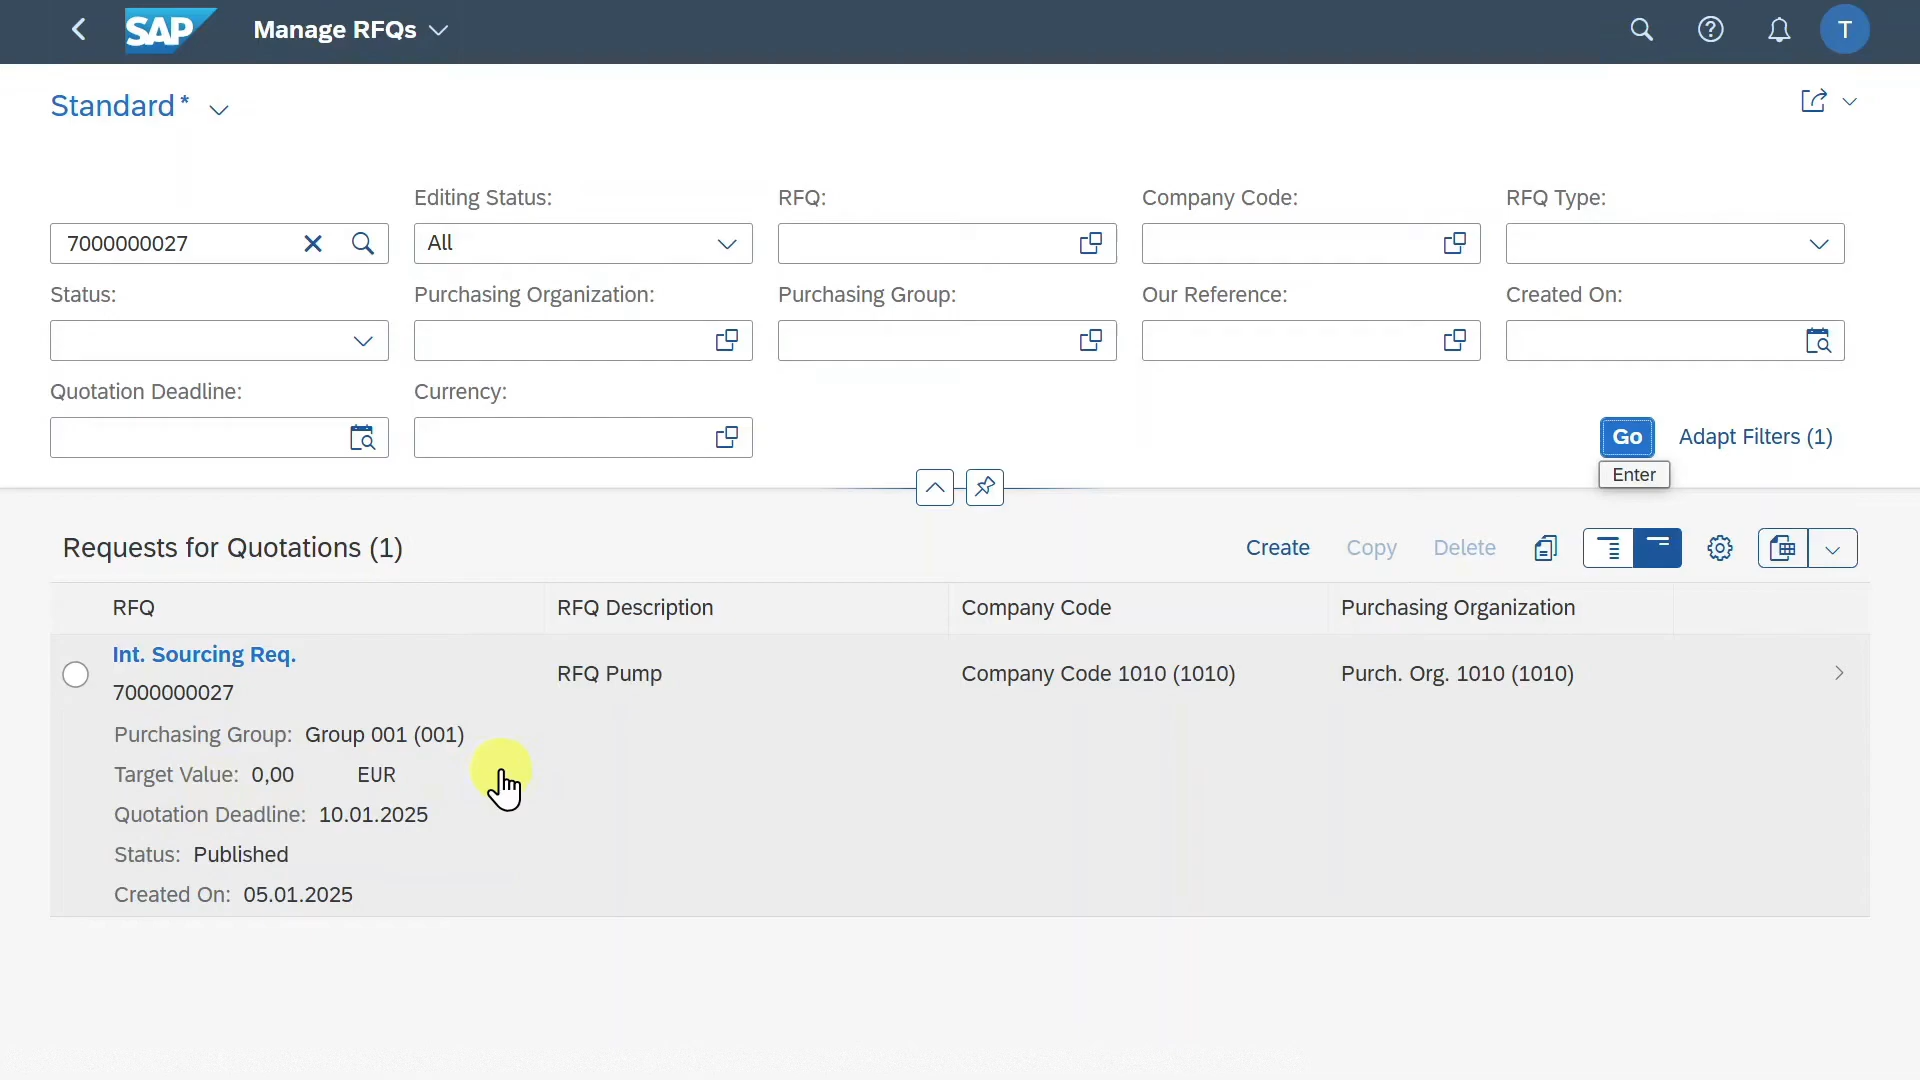 SAP Manage RFQs T
Standard *
Editing Status: RFQ: Company Code: RFQ Type:
7000000027 All
Status: Purchasing Organization: Purchasing Group: Our Reference: Created On:
Quotation Deadline: Currency:
Go Adapt Filters (1)
Enter
Requests for Quotations (1) Create Copy Delete
RFQ RFQ Description Company Code Purchasing Organization
Int. Sourcing Req.
7000000027 RFQ Pump Company Code 1010 (1010) Purch. Org. 1010 (1010)
Purchasing Group: Group 001 (001)
Target Value: 0,00 EUR
Quotation Deadline: 10.01.2025
Status: Published
Created On: 05.01.2025